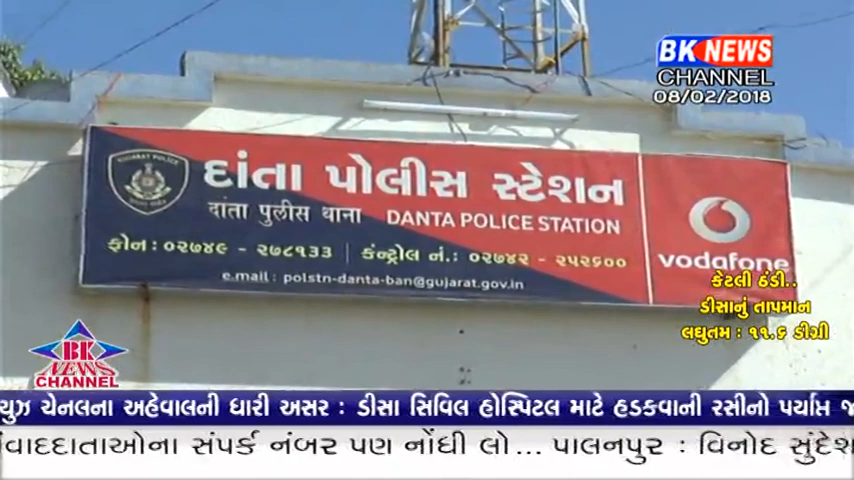 BK NEWS
CHANNEL
08/02/2018
GUJARAT POLICE
દાંતા પોલીસ સ્ટેશન
दांता पुलीस थाना
DANTA POLICE STATION
ફોન: ૦૨૭૪૯ - ૨૭૮૧૩૩ | કંન્ટ્રોલ નં.: ૦૨૭૪૨ - ૨૫૨૬૦૦
e.mail : polstn-danta-ban@gujarat.gov.in
vodafone
કેટલી ઠંડી..
ડીસાનું તાપમાન
લઘુતમ : ૧૧.૬ ડીગ્રી
BK
NEWS
CHANNEL
ચેનલના અહેવાલની ધારી અસર : ડીસા સિવિલ હોસ્પિટલ માટે હડકવાની રસીનો પર્યાપ્ત
સંપર્ક નંબર પણ નોંધી લો... પાલનપુર : વિનોદ